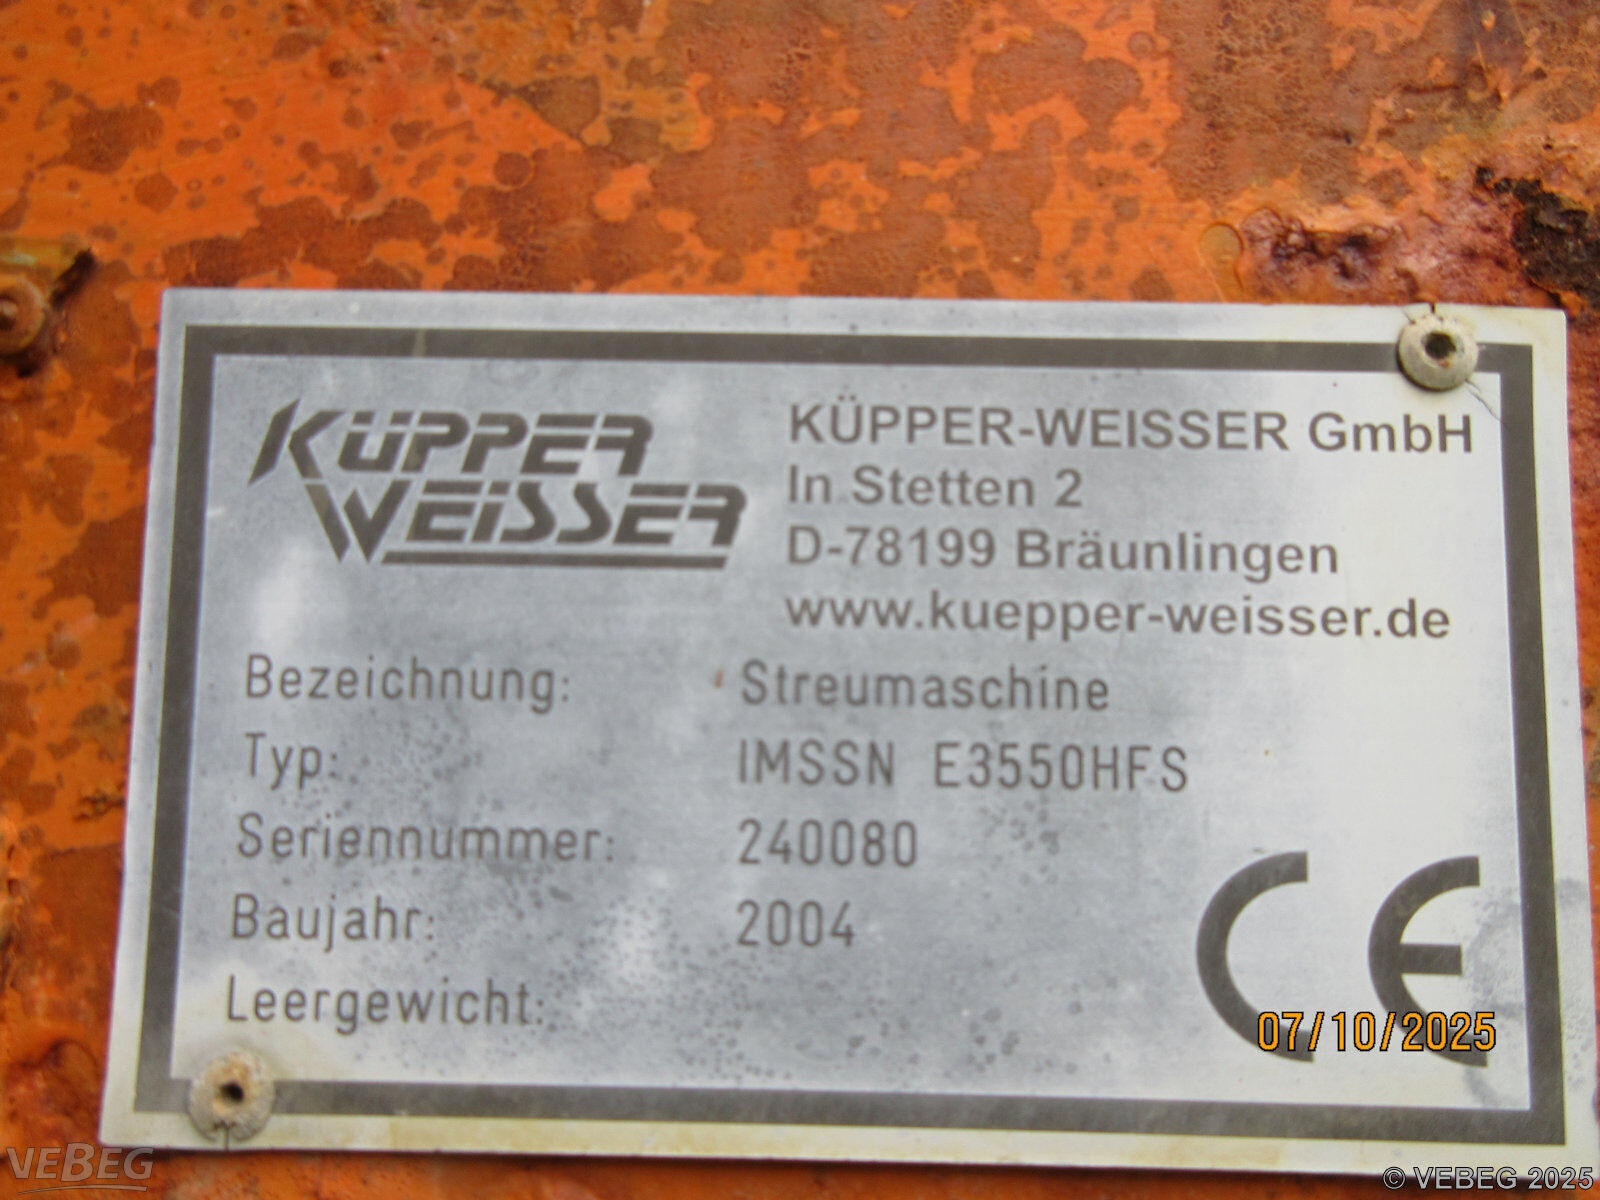 KÜPPER
WEISSER
KÜPPER-WEISSER GmbH
In Stetten 2
D-78199 Bräunlingen
www.kuepper-weisser.de
Bezeichnung: Streumaschine
Typ: IMSSN E3550HFS
Seriennummer: 240080
Baujahr: 2004
Leergewicht:
CE
07/10/2025
VEBEG
© VEBEG 2025